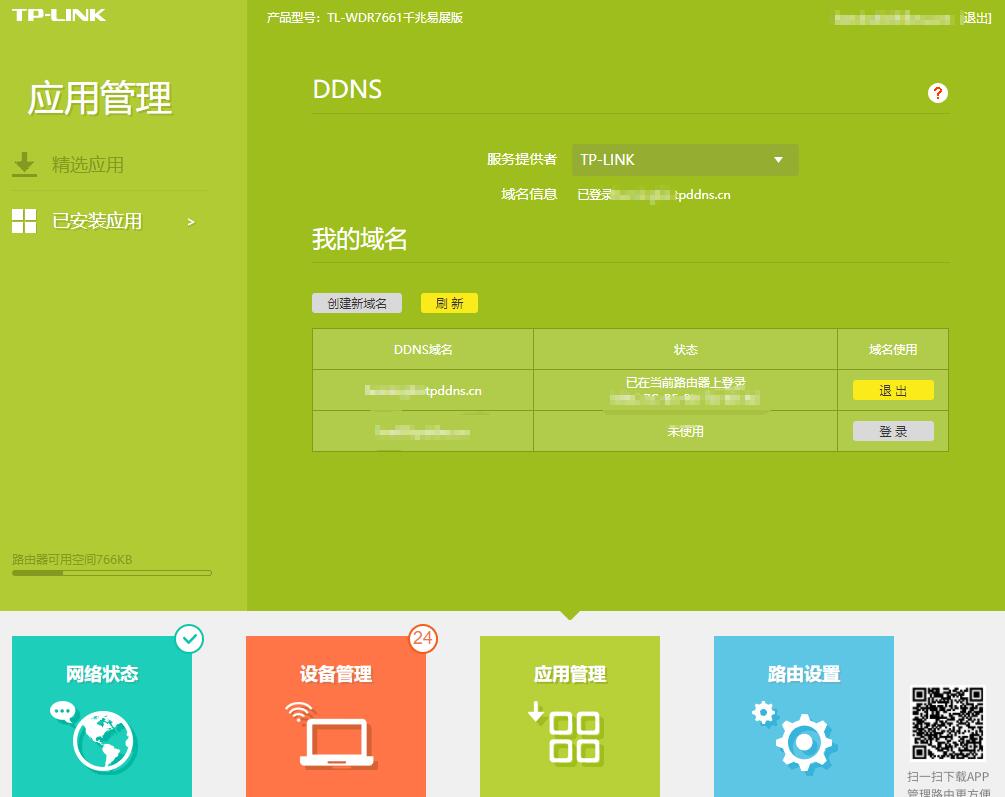 TP-LINK
产品型号：TL-WDR7661千兆易展版
退出]
应用管理
精选应用
已安装应用 >
路由器可用空间766KB
DDNS
?
服务提供者 TP-LINK
域名信息 已登录 tpddns.cn
我的域名
创建新域名 刷 新
DDNS域名 状态 域名使用
tpddns.cn 已在当前路由器上登录 退 出
未使用 登 录
网络状态
24
设备管理
应用管理
路由设置
扫一扫下载APP
管理路由更方便